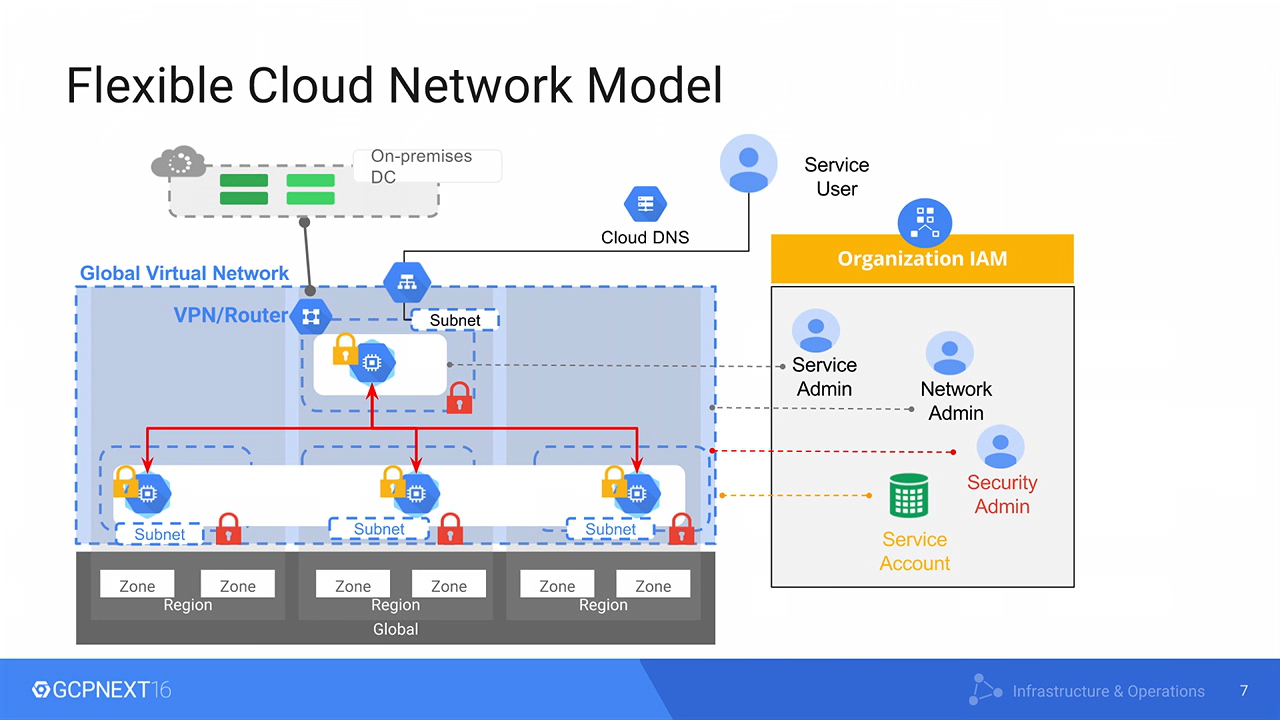 Flexible Cloud Network Model
On-premises
DC
Service
User
Cloud DNS
Organization IAM
Global Virtual Network
VPN/Router
Subnet
Service
Admin
Network
Admin
Security
Admin
Service
Account
Subnet
Subnet
Subnet
Zone
Zone
Zone
Zone
Zone
Zone
Region
Region
Region
Global
GCPNEXT16
Infrastructure & Operations
7